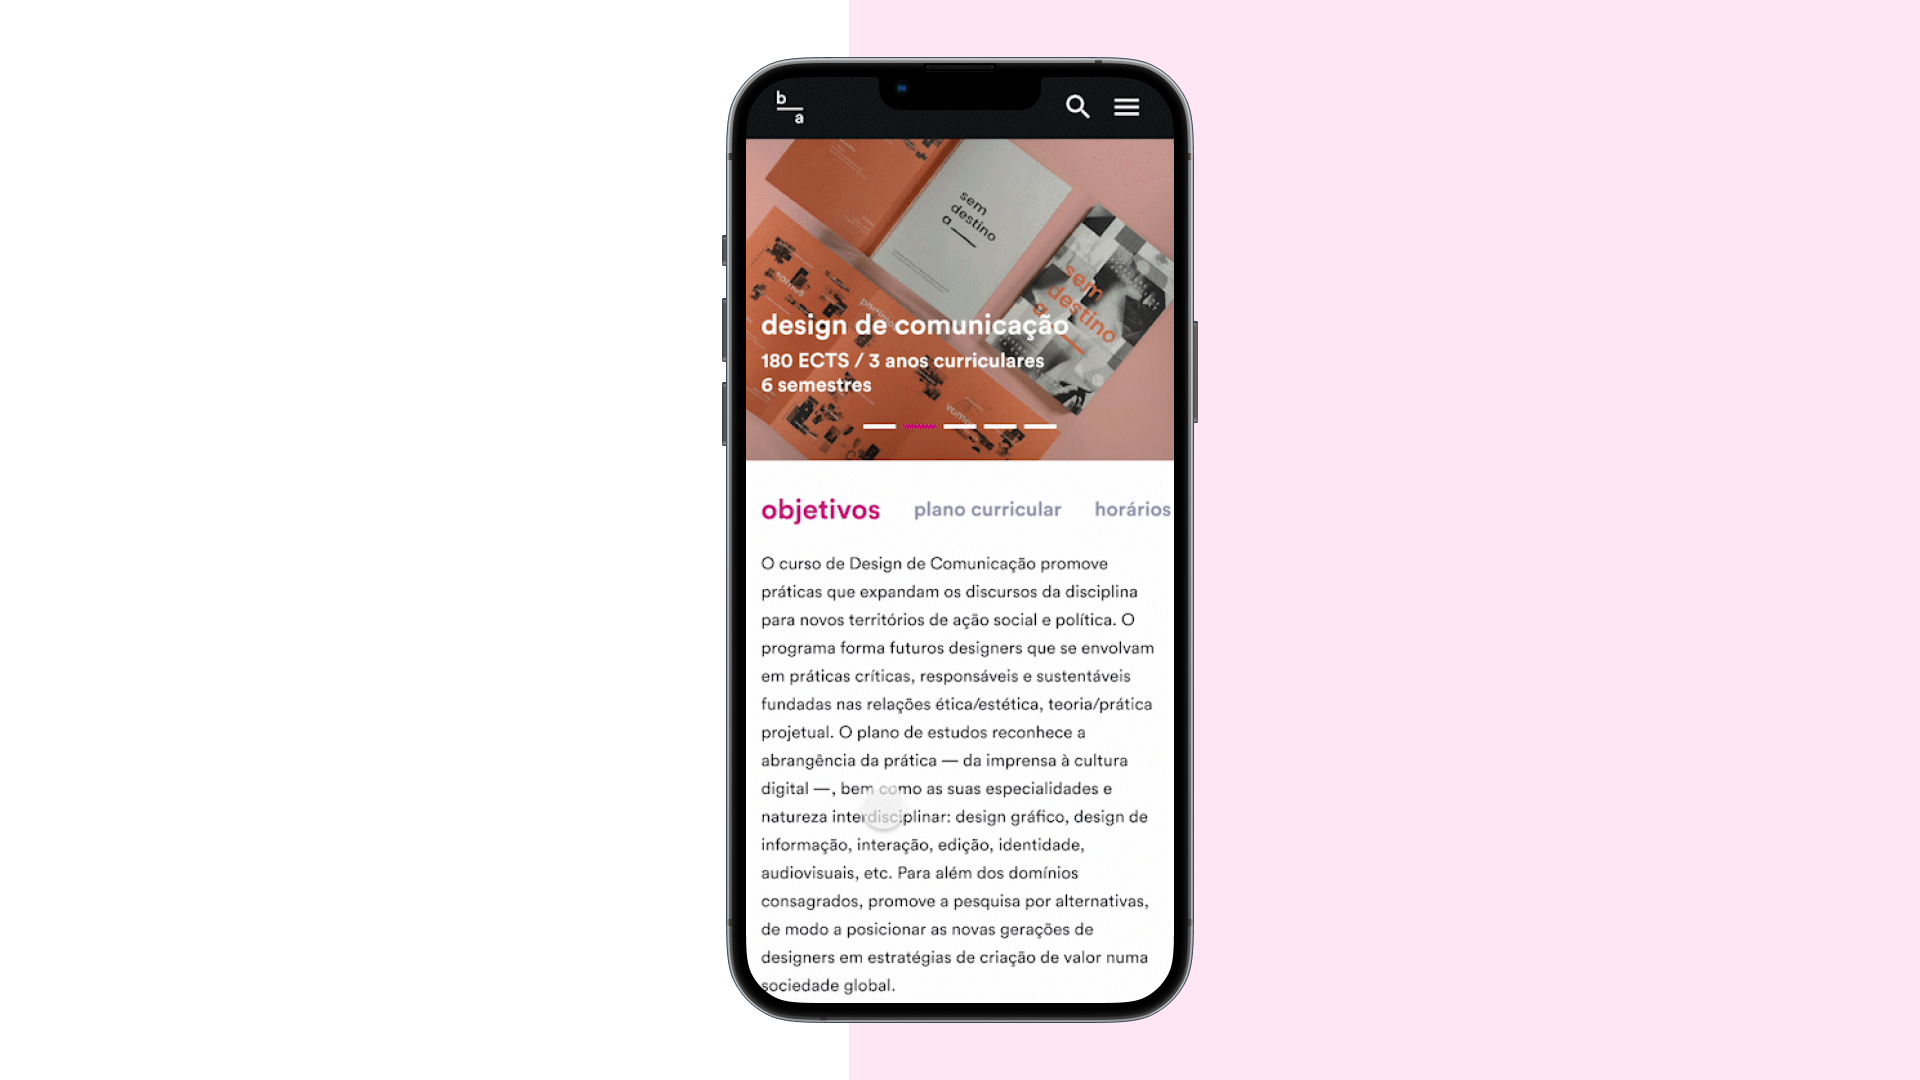 b
a
sem
destino
a
sem
destino
a
somos
design de comunicação
180 ECTS / 3 anos curriculares
6 semestres
objetivos
plano curricular
horários
O curso de Design de Comunicação promove
práticas que expandam os discursos da disciplina
para novos territórios de ação social e política. O
programa forma futuros designers que se envolvam
em práticas críticas, responsáveis e sustentáveis
fundadas nas relações ética/estética, teoria/prática
projetual. O plano de estudos reconhece a
abrangência da prática — da imprensa à cultura
digital —, bem como as suas especialidades e
natureza interdisciplinar: design gráfico, design de
informação, interação, edição, identidade,
audiovisuais, etc. Para além dos domínios
consagrados, promove a pesquisa por alternativas,
de modo a posicionar as novas gerações de
designers em estratégias de criação de valor numa
sociedade global.